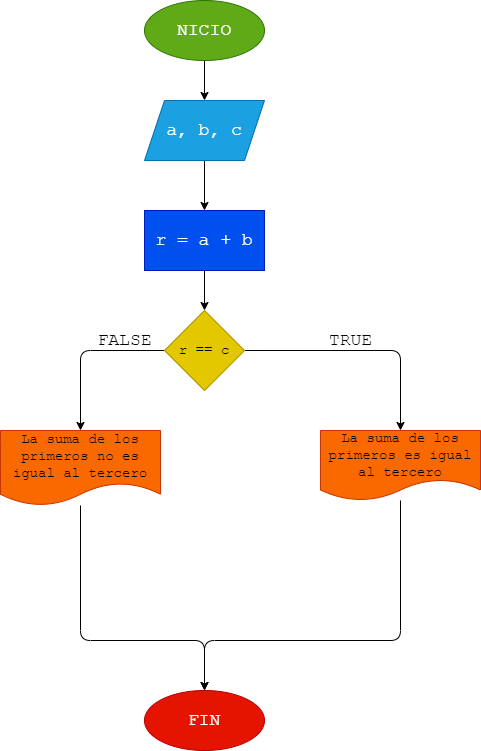 NICIO
a, b, c
r = a + b
FALSE
TRUE
r == c
La suma de los
primeros no es
igual al tercero
La suma de los
primeros es igual
al tercero
FIN